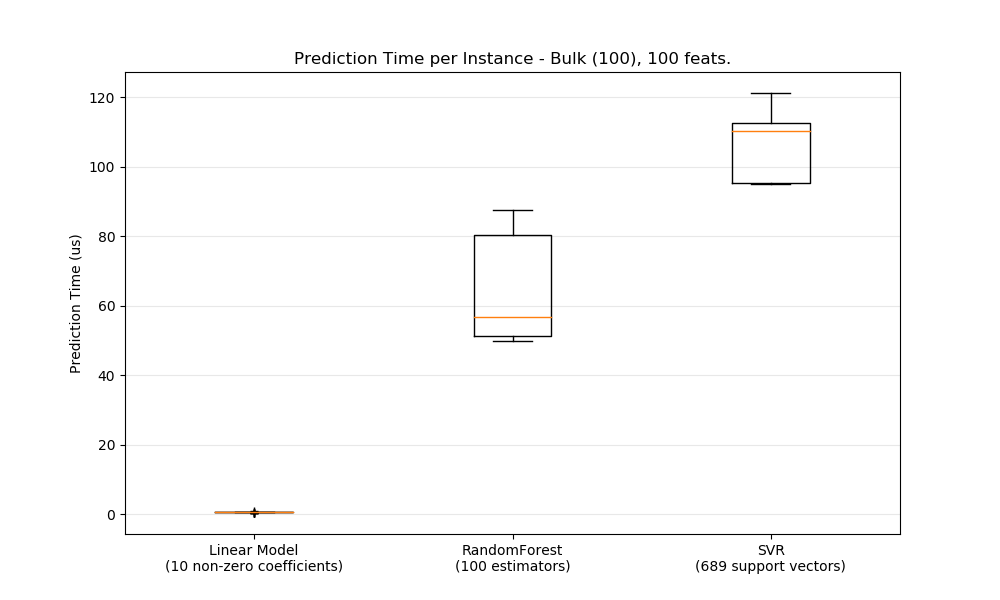 Prediction Time per Instance - Bulk (100), 100 feats.
Prediction Time (us)
120
100
80
60
40
20
0
Linear Model
(10 non-zero coefficients)
RandomForest
(100 estimators)
SVR
(689 support vectors)